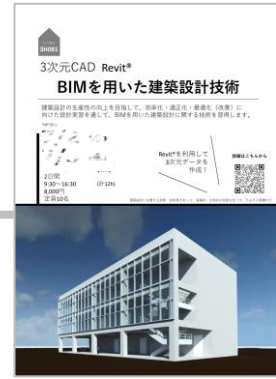 SH081
3次元CAD Revit®
BIMを用いた建築設計技術
建築設計の生産性の向上を目指して、効率化・適正化・最適化（改善）に
向けた設計実習を通して、BIMを用いた建築設計に関する技術を習得します。
Revit®を利用して
3次元データを
作成！
詳細はこちらから
2日間
9:30～16:30
(計12h)
8,000円
定員10名